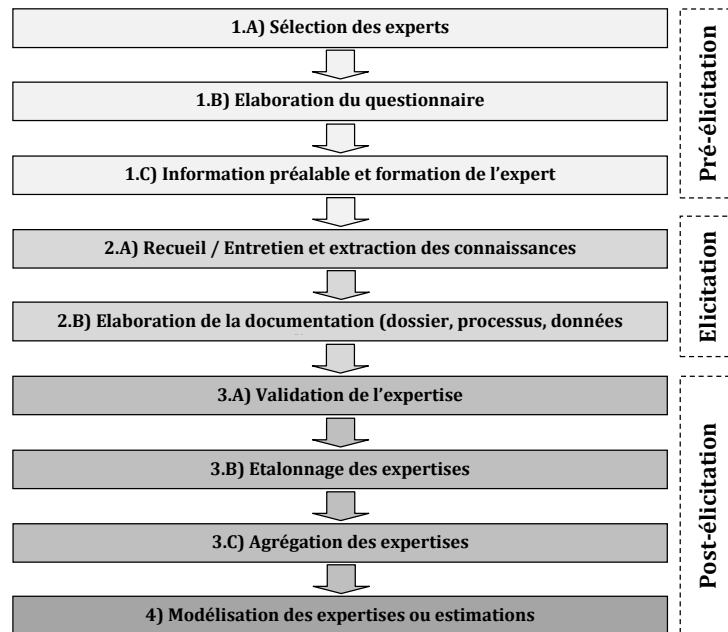 1.A) Sélection des experts
1.B) Elaboration du questionnaire
1.C) Information préalable et formation de l'expert
Pré-élicitation
2.A) Recueil / Entretien et extraction des connaissances
2.B) Elaboration de la documentation (dossier, processus, données
Elicitation
3.A) Validation de l'expertise
3.B) Etalonnage des expertises
3.C) Agrégation des expertises
4) Modélisation des expertises ou estimations
Post-élicitation